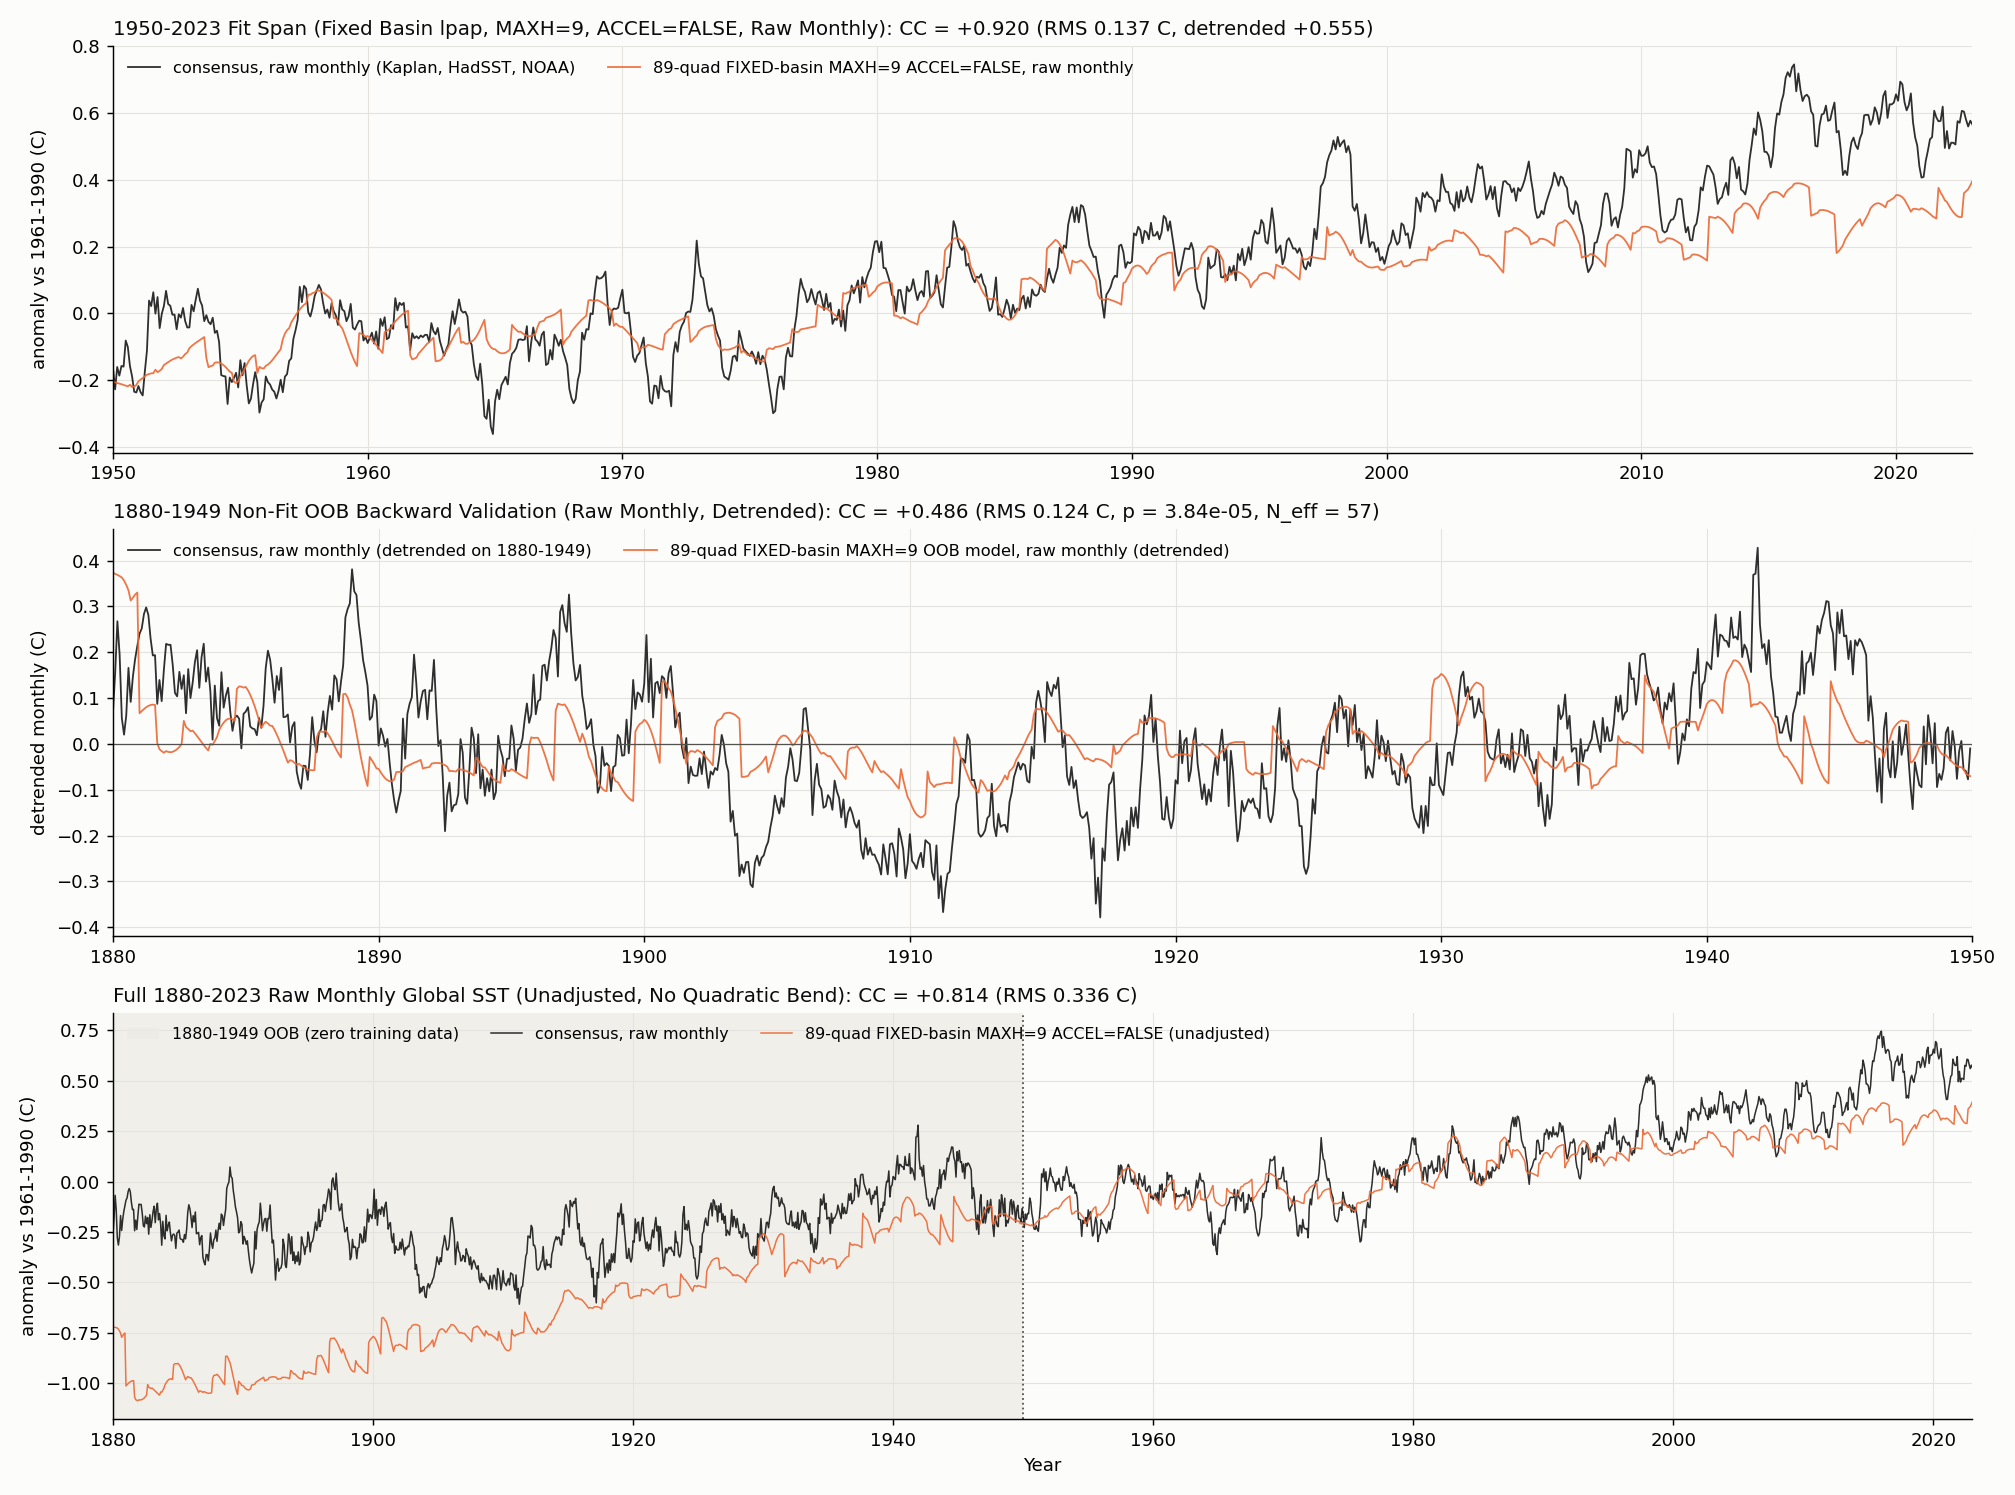 1950-2023 Fit Span (Fixed Basin lpap, MAXH=9, ACCEL=FALSE, Raw Monthly): CC = +0.920 (RMS 0.137 C, detrended +0.555)
consensus, raw monthly (Kaplan, HadSST, NOAA) 89-quad FIXED-basin MAXH=9 ACCEL=FALSE, raw monthly
anomaly vs 1961-1990 (C)
0.8
0.6
0.4
0.2
0.0
−0.2
−0.4
1950 1960 1970 1980 1990 2000 2010 2020
1880-1949 Non-Fit OOB Backward Validation (Raw Monthly, Detrended): CC = +0.486 (RMS 0.124 C, p = 3.84e-05, N_eff = 57)
consensus, raw monthly (detrended on 1880-1949) 89-quad FIXED-basin MAXH=9 OOB model, raw monthly (detrended)
detrended monthly (C)
0.4
0.3
0.2
0.1
0.0
−0.1
−0.2
−0.3
−0.4
1880 1890 1900 1910 1920 1930 1940 1950
Full 1880-2023 Raw Monthly Global SST (Unadjusted, No Quadratic Bend): CC = +0.814 (RMS 0.336 C)
1880-1949 OOB (zero training data) consensus, raw monthly 89-quad FIXED-basin MAXH=9 ACCEL=FALSE (unadjusted)
anomaly vs 1961-1990 (C)
0.75
0.50
0.25
0.00
−0.25
−0.50
−0.75
−1.00
1880 1900 1920 1940 1960 1980 2000 2020
Year